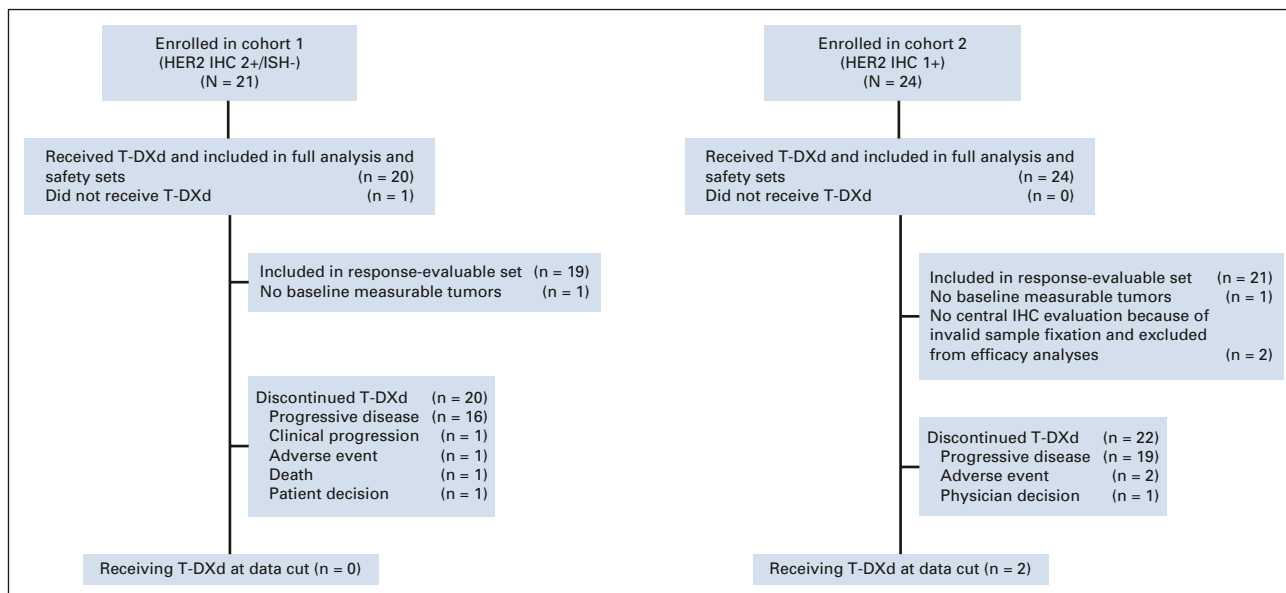 Enrolled in cohort 1
(HER2 IHC 2+/ISH-)
(N = 21)
Received T-DXd and included in full analysis and
safety sets (n = 20)
Did not receive T-DXd (n = 1)
Included in response-evaluable set (n = 19)
No baseline measurable tumors (n = 1)
Discontinued T-DXd (n = 20)
Progressive disease (n = 16)
Clinical progression (n = 1)
Adverse event (n = 1)
Death (n = 1)
Patient decision (n = 1)
Receiving T-DXd at data cut (n = 0)
Enrolled in cohort 2
(HER2 IHC 1+)
(N = 24)
Received T-DXd and included in full analysis and
safety sets (n = 24)
Did not receive T-DXd (n = 0)
Included in response-evaluable set (n = 21)
No baseline measurable tumors (n = 1)
No central IHC evaluation because of
invalid sample fixation and excluded
from efficacy analyses (n = 2)
Discontinued T-DXd (n = 22)
Progressive disease (n = 19)
Adverse event (n = 2)
Physician decision (n = 1)
Receiving T-DXd at data cut (n = 2)